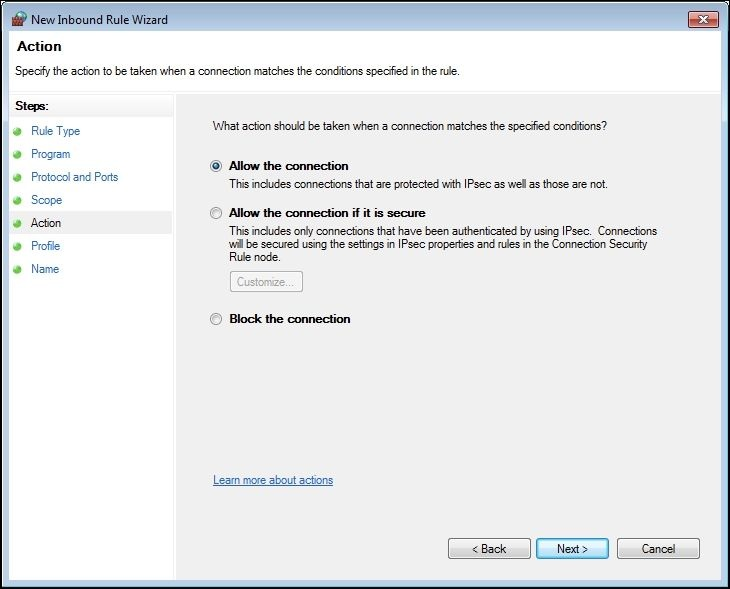 New Inbound Rule Wizard
Action
Specify the action to be taken when a connection matches the conditions specified in the rule.
Steps:
Rule Type
Program
Protocol and Ports
Scope
Action
Profile
Name
What action should be taken when a connection matches the specified conditions?
Allow the connection
This includes connections that are protected with IPsec as well as those are not.
Allow the connection if it is secure
This includes only connections that have been authenticated by using IPsec.  Connections
will be secured using the settings in IPsec properties and rules in the Connection Security
Rule node.
Customize...
Block the connection
Learn more about actions
< Back
Next >
Cancel